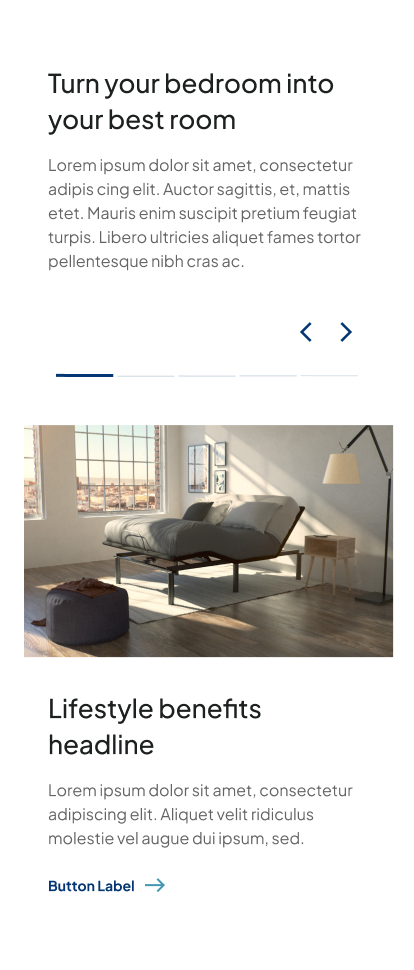 Turn your bedroom into
your best room
Lorem ipsum dolor sit amet, consectetur
adipis cing elit. Auctor sagittis, et, mattis
etet. Mauris enim suscipit pretium feugiat
turpis. Libero ultricies aliquet fames tortor
pellentesque nibh cras ac.
Lifestyle benefits
headline
Lorem ipsum dolor sit amet, consectetur
adipiscing elit. Aliquet velit ridiculus
molestie vel augue dui ipsum, sed.
Button Label